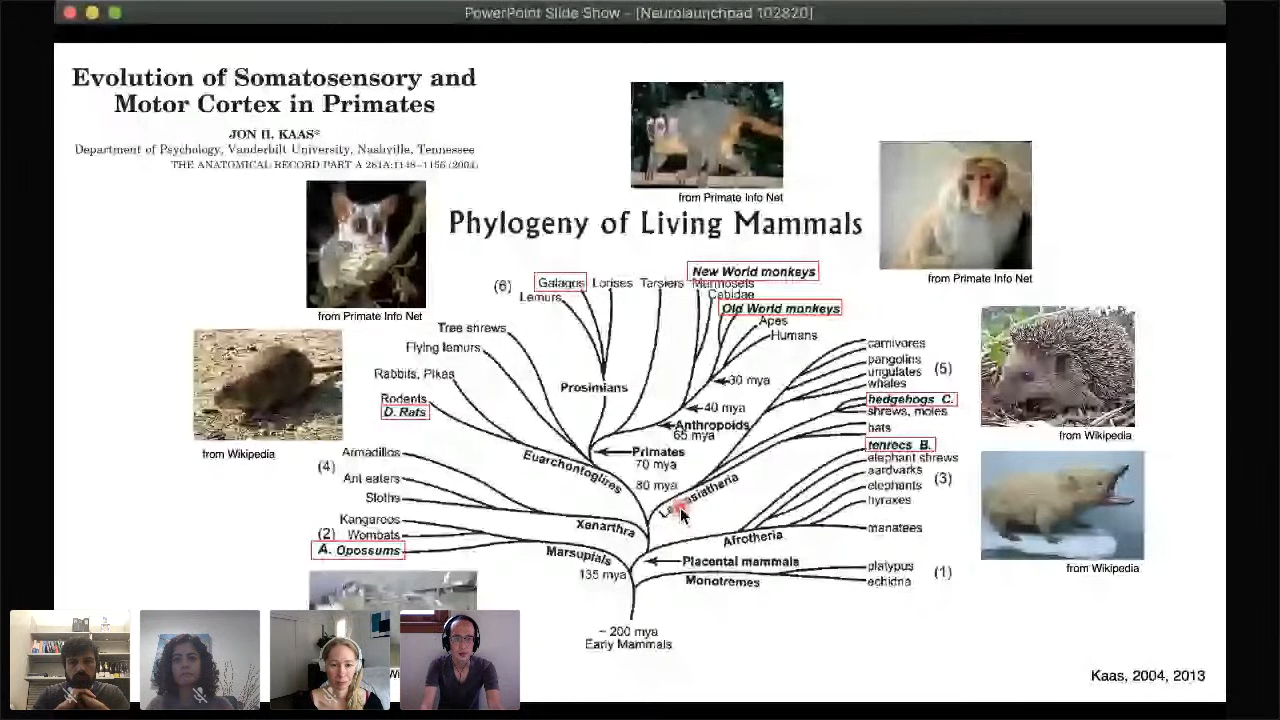 PowerPoint Slide Show - [Neurolaunchpad 102820]
Evolution of Somatosensory and
Motor Cortex in Primates
JON H. KAAS*
Department of Psychology, Vanderbilt University, Nashville, Tennessee
THE ANATOMICAL RECORD PART A 281A:1148–1156 (2004)
from Primate Info Net
Phylogeny of Living Mammals
from Primate Info Net
from Primate Info Net
(6)
Galagos
Lorises
Tarsiers
New World monkeys
Marmosets
Lemurs
Cebidae
Old World monkeys
Apes
Humans
Tree shrews
Flying lemurs
Rabbits, Pikas
Rodents
D. Rats
from Wikipedia
Prosimians
30 mya
40 mya
Anthropoids
65 mya
Primates
70 mya
80 mya
Euarchontoglires
carnivores
pangolins
ungulates
whales
(5)
hedgehogs C.
shrews, moles
bats
from Wikipedia
tenrecs B.
elephant shrews
aardvarks
elephants
hyraxes
(3)
manatees
from Wikipedia
(4)
Armadillos
Ant eaters
Sloths
Xenarthra
Kangaroos
(2) Wombats
A. Opossums
Marsupials
135 mya
Afrotheria
Placental mammals
Monotremes
platypus
echidna
(1)
~ 200 mya
Early Mammals
Kaas, 2004, 2013